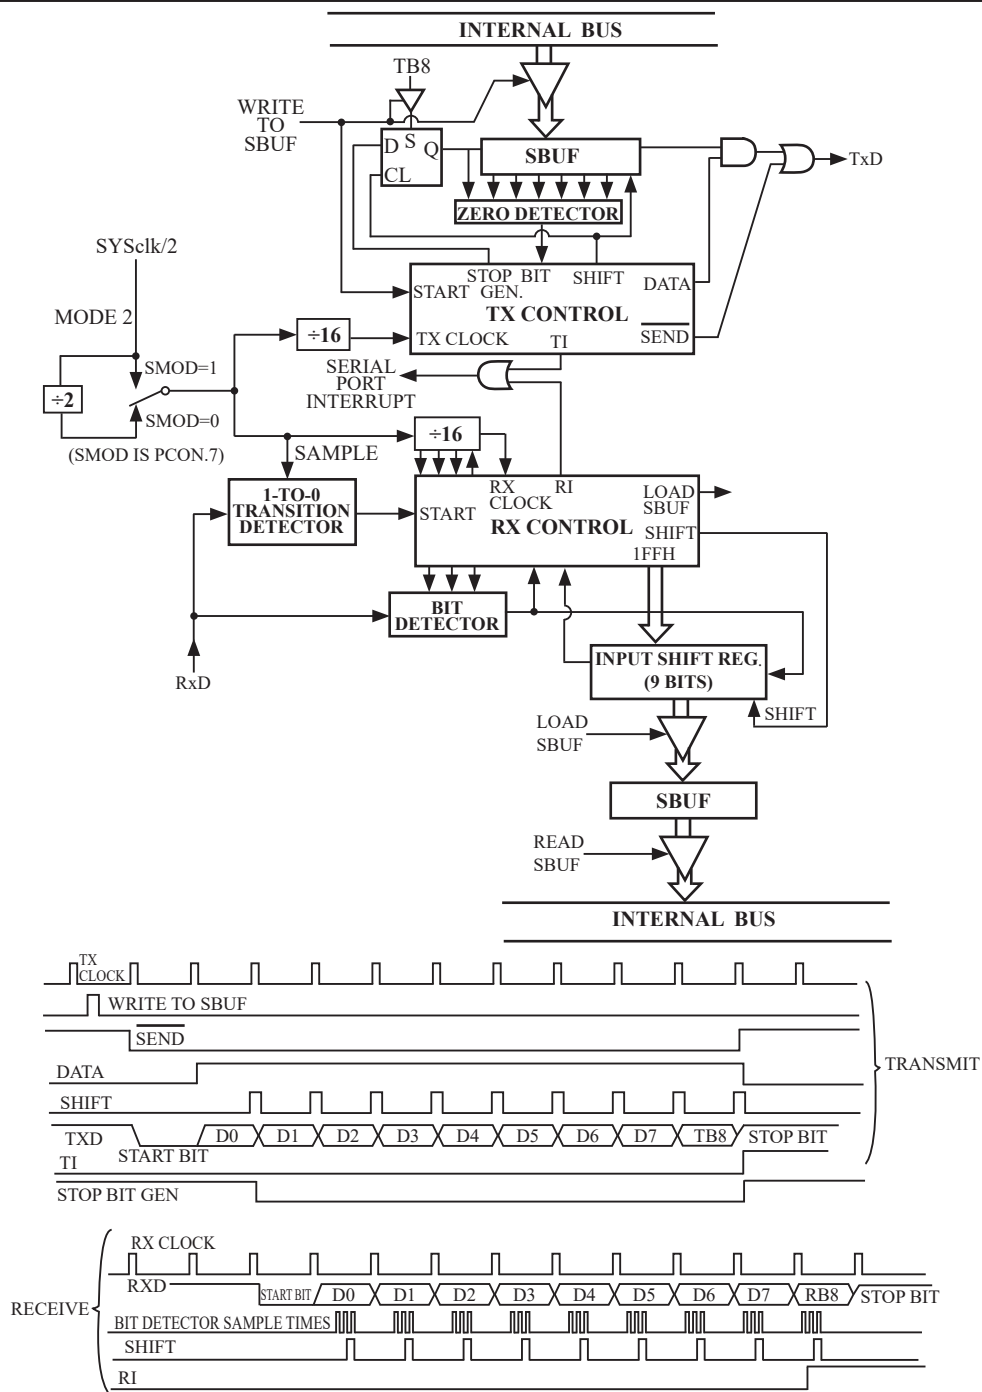 INTERNAL BUS
TB8
WRITE
TO
SBUF
D S Q
CL
SBUF
TxD
ZERO DETECTOR
SYSclk/2
STOP BIT
GEN.
SHIFT
START
DATA
TX CONTROL
MODE 2
÷16
TX CLOCK
TI
SEND
SERIAL
PORT
INTERRUPT
SMOD=1
÷2
SMOD=0
(SMOD IS PCON.7)
SAMPLE
÷16
1-TO-0
TRANSITION
DETECTOR
START
RX
CLOCK
RI
LOAD
SBUF
RX CONTROL
SHIFT
1FFH
BIT
DETECTOR
RxD
INPUT SHIFT REG.
(9 BITS)
SHIFT
LOAD
SBUF
SBUF
READ
SBUF
INTERNAL BUS
TX
CLOCK
WRITE TO SBUF
SEND
DATA
TRANSMIT
SHIFT
TXD
START BIT
D0 D1 D2 D3 D4 D5 D6 D7 TB8 STOP BIT
TI
STOP BIT GEN
RX CLOCK
RXD
START BIT D0 D1 D2 D3 D4 D5 D6 D7 RB8 STOP BIT
RECEIVE
BIT DETECTOR SAMPLE TIMES
SHIFT
RI